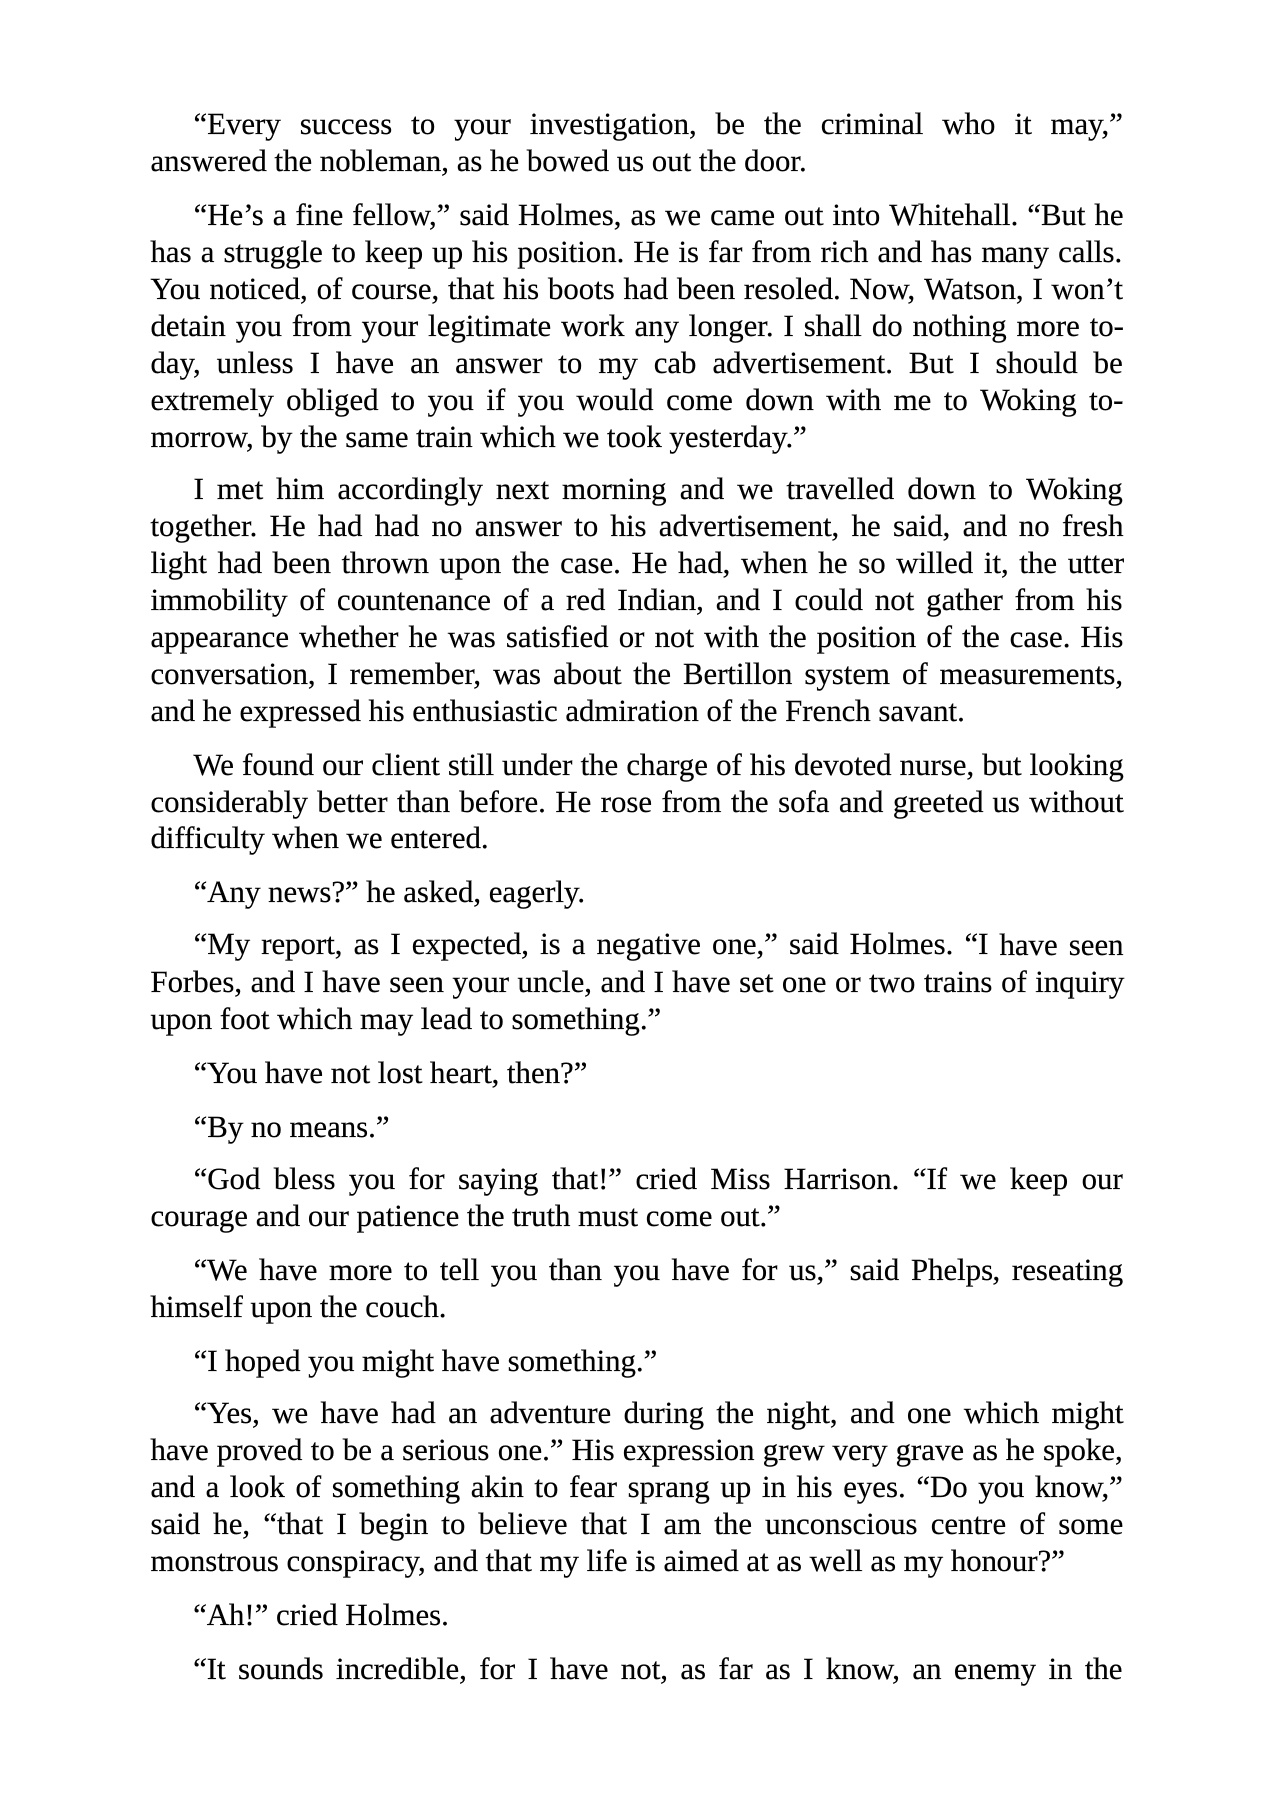 “Every success to your investigation, be the criminal who it may,”
answered the nobleman, as he bowed us out the door.
“He’s a fine fellow,” said Holmes, as we came out into Whitehall. “But he
has a struggle to keep up his position. He is far from rich and has many calls.
You noticed, of course, that his boots had been resoled. Now, Watson, I won’t
detain you from your legitimate work any longer. I shall do nothing more to-
day, unless I have an answer to my cab advertisement. But I should be
extremely obliged to you if you would come down with me to Woking to-
morrow, by the same train which we took yesterday.”
I met him accordingly next morning and we travelled down to Woking
together. He had had no answer to his advertisement, he said, and no fresh
light had been thrown upon the case. He had, when he so willed it, the utter
immobility of countenance of a red Indian, and I could not gather from his
appearance whether he was satisfied or not with the position of the case. His
conversation, I remember, was about the Bertillon system of measurements,
and he expressed his enthusiastic admiration of the French savant.
We found our client still under the charge of his devoted nurse, but looking
considerably better than before. He rose from the sofa and greeted us without
difficulty when we entered.
“Any news?” he asked, eagerly.
“My report, as I expected, is a negative one,” said Holmes. “I have seen
Forbes, and I have seen your uncle, and I have set one or two trains of inquiry
upon foot which may lead to something.”
“You have not lost heart, then?”
“By no means.”
“God bless you for saying that!” cried Miss Harrison. “If we keep our
courage and our patience the truth must come out.”
“We have more to tell you than you have for us,” said Phelps, reseating
himself upon the couch.
“I hoped you might have something.”
“Yes, we have had an adventure during the night, and one which might
have proved to be a serious one.” His expression grew very grave as he spoke,
and a look of something akin to fear sprang up in his eyes. “Do you know,”
said he, “that I begin to believe that I am the unconscious centre of some
monstrous conspiracy, and that my life is aimed at as well as my honour?”
“Ah!” cried Holmes.
“It sounds incredible, for I have not, as far as I know, an enemy in the